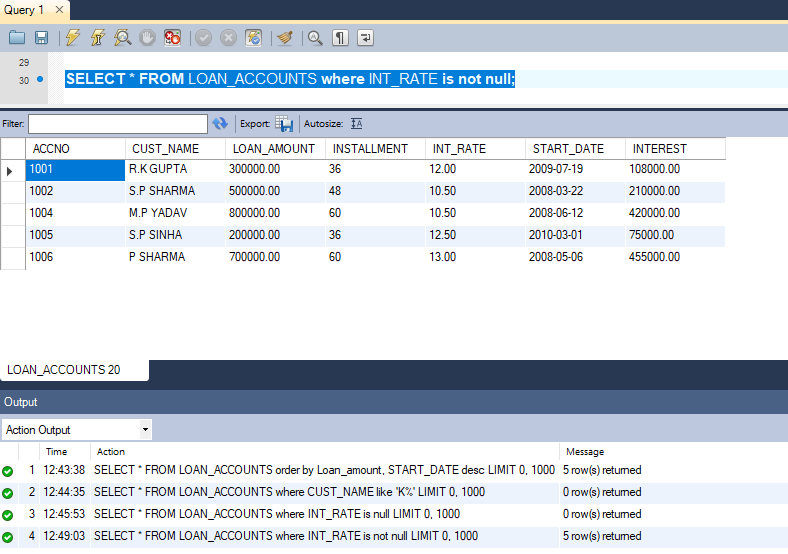 Query 1
29
30 SELECT * FROM LOAN_ACCOUNTS where INT_RATE is not null;
Filter: Export: Autosize:
ACCNO CUST_NAME LOAN_AMOUNT INSTALLMENT INT_RATE START_DATE INTEREST
1001 R.K GUPTA 300000.00 36 12.00 2009-07-19 108000.00
1002 S.P SHARMA 500000.00 48 10.50 2008-03-22 210000.00
1004 M.P YADAV 800000.00 60 10.50 2008-06-12 420000.00
1005 S.P SINHA 200000.00 36 12.50 2010-03-01 75000.00
1006 P SHARMA 700000.00 60 13.00 2008-05-06 455000.00
LOAN_ACCOUNTS 20
Output
Action Output
Time Action Message
1 12:43:38 SELECT * FROM LOAN_ACCOUNTS order by Loan_amount, START_DATE desc LIMIT 0, 1000 5 row(s) returned
2 12:44:35 SELECT * FROM LOAN_ACCOUNTS where CUST_NAME like 'K%' LIMIT 0, 1000 0 row(s) returned
3 12:45:53 SELECT * FROM LOAN_ACCOUNTS where INT_RATE is null LIMIT 0, 1000 0 row(s) returned
4 12:49:03 SELECT * FROM LOAN_ACCOUNTS where INT_RATE is not null LIMIT 0, 1000 5 row(s) returned